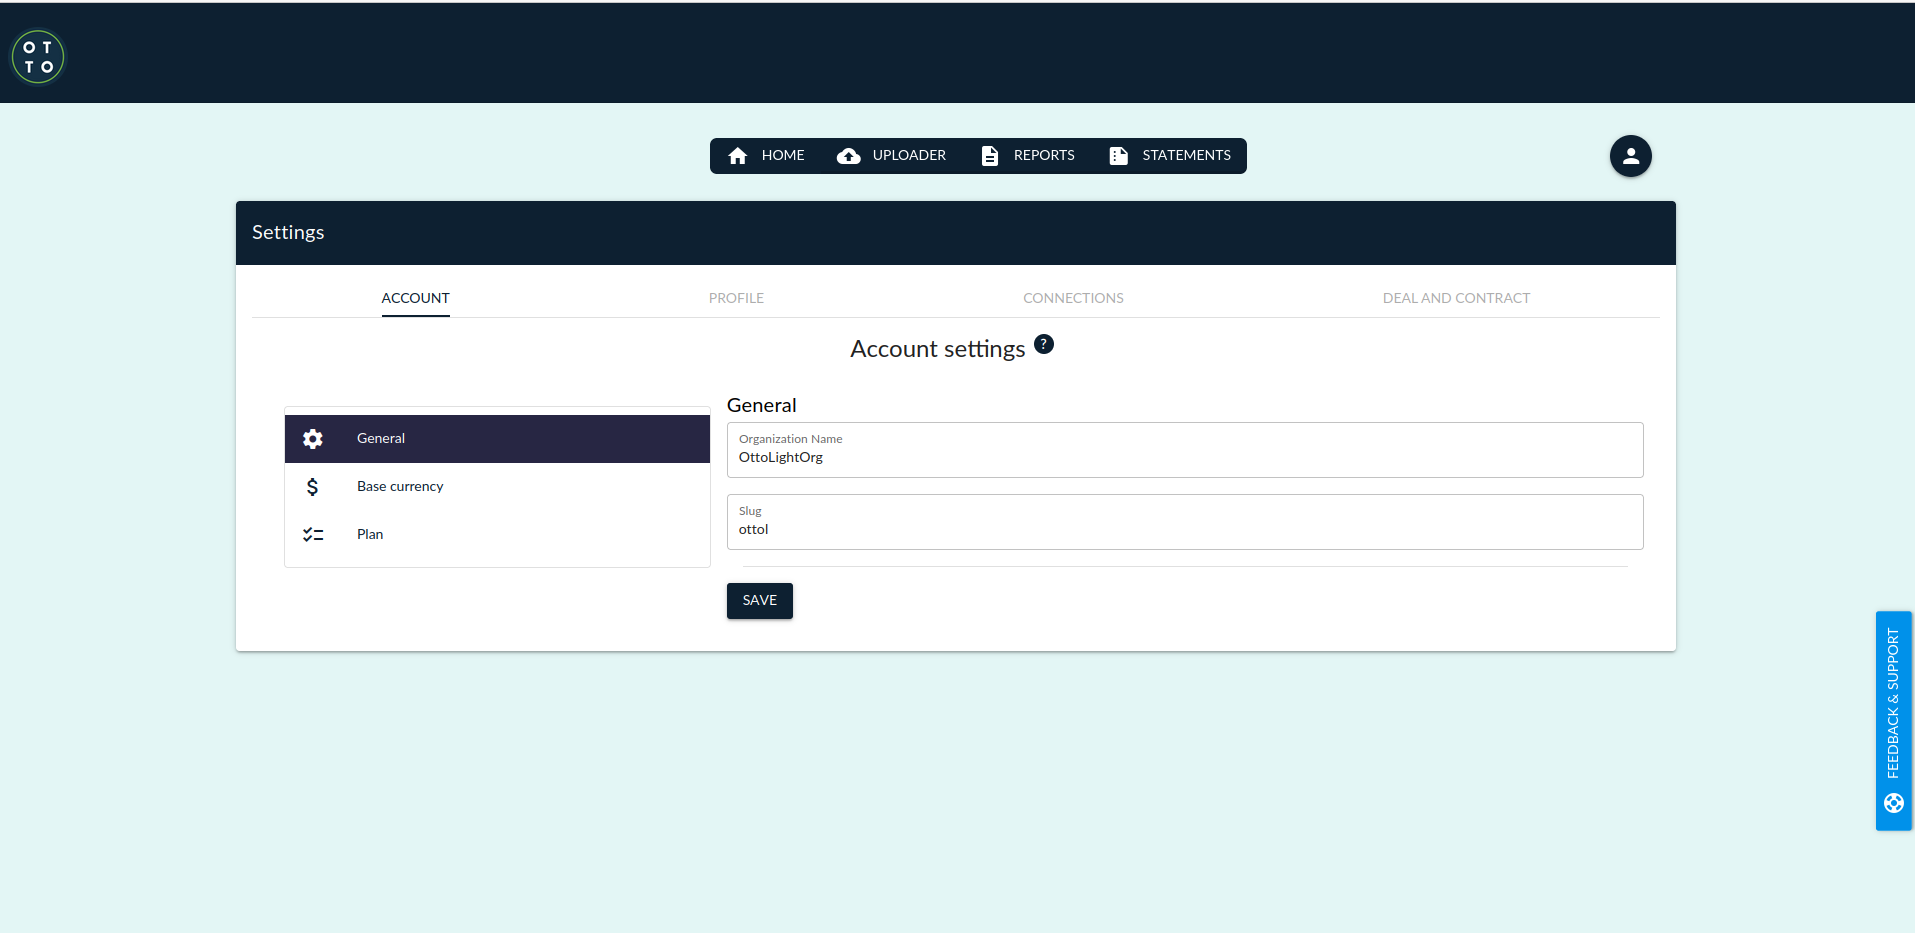 O T
T O
HOME UPLOADER REPORTS STATEMENTS
Settings
ACCOUNT PROFILE CONNECTIONS DEAL AND CONTRACT
Account settings ?
General
Base currency
Plan
General
Organization Name
OttoLightOrg
Slug
ottol
SAVE
FEEDBACK & SUPPORT